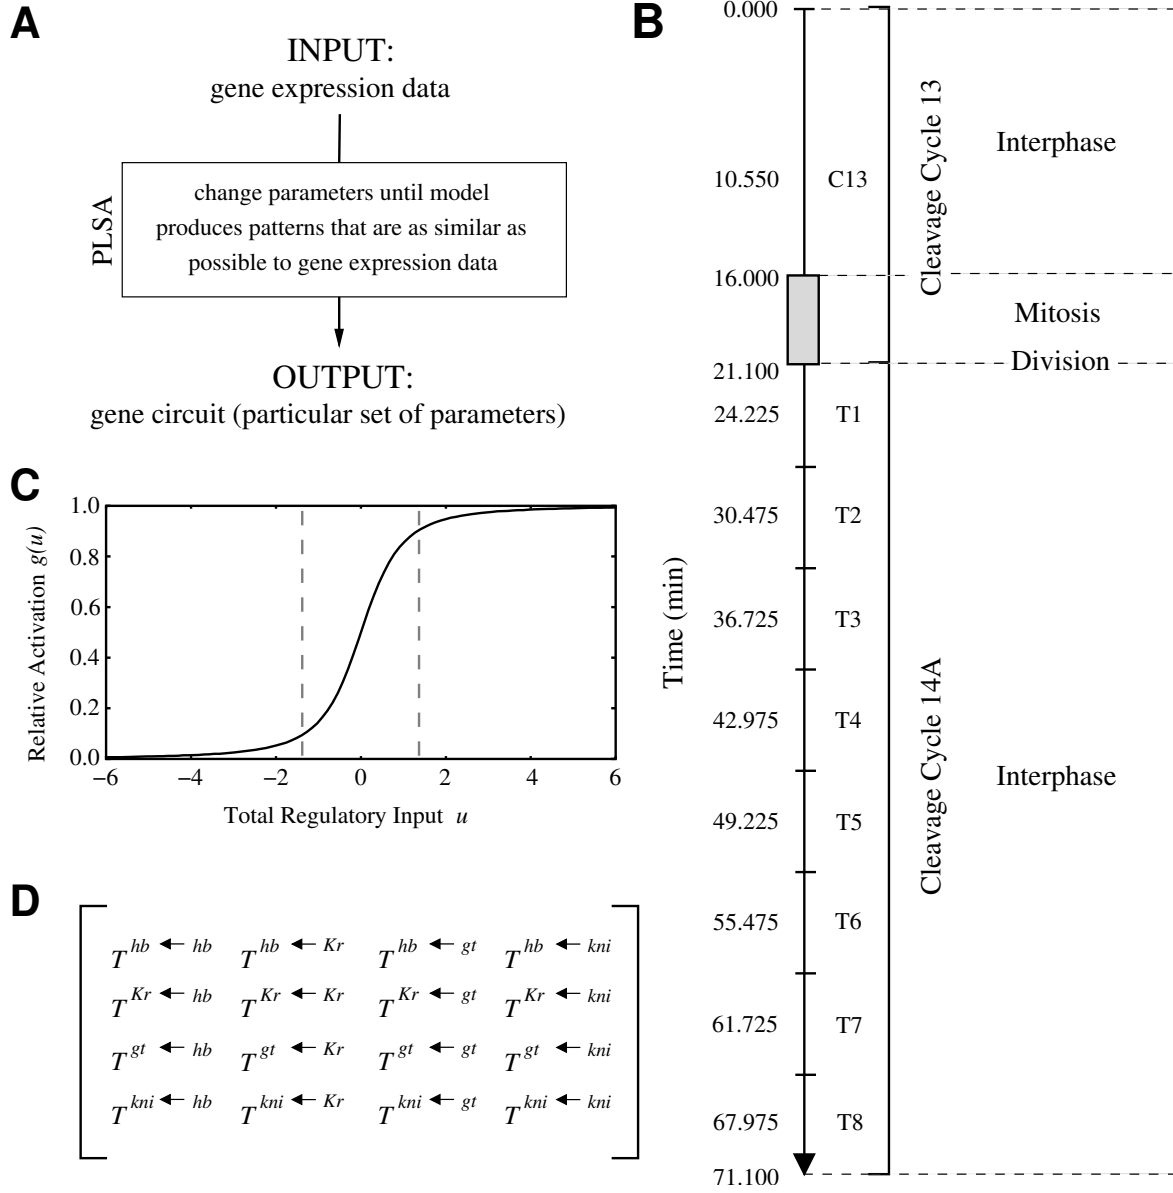 A
INPUT:
gene expression data
PLSA
change parameters until model
produces patterns that are as similar as
possible to gene expression data
OUTPUT:
gene circuit (particular set of parameters)
B
Time (min)
0.000
10.550 C13
16.000
21.100
24.225 T1
30.475 T2
36.725 T3
42.975 T4
49.225 T5
55.475 T6
61.725 T7
67.975 T8
71.100
Cleavage Cycle 13
Cleavage Cycle 14A
Interphase
Mitosis
Division
Interphase
C
Relative Activation g(u)
1.0
0.8
0.6
0.4
0.2
0.0
−6 −4 −2 0 2 4 6
Total Regulatory Input u
D
T hb ← hb T hb ← Kr T hb ← gt T hb ← kni
T Kr ← hb T Kr ← Kr T Kr ← gt T Kr ← kni
T gt ← hb T gt ← Kr T gt ← gt T gt ← kni
T kni ← hb T kni ← Kr T kni ← gt T kni ← kni